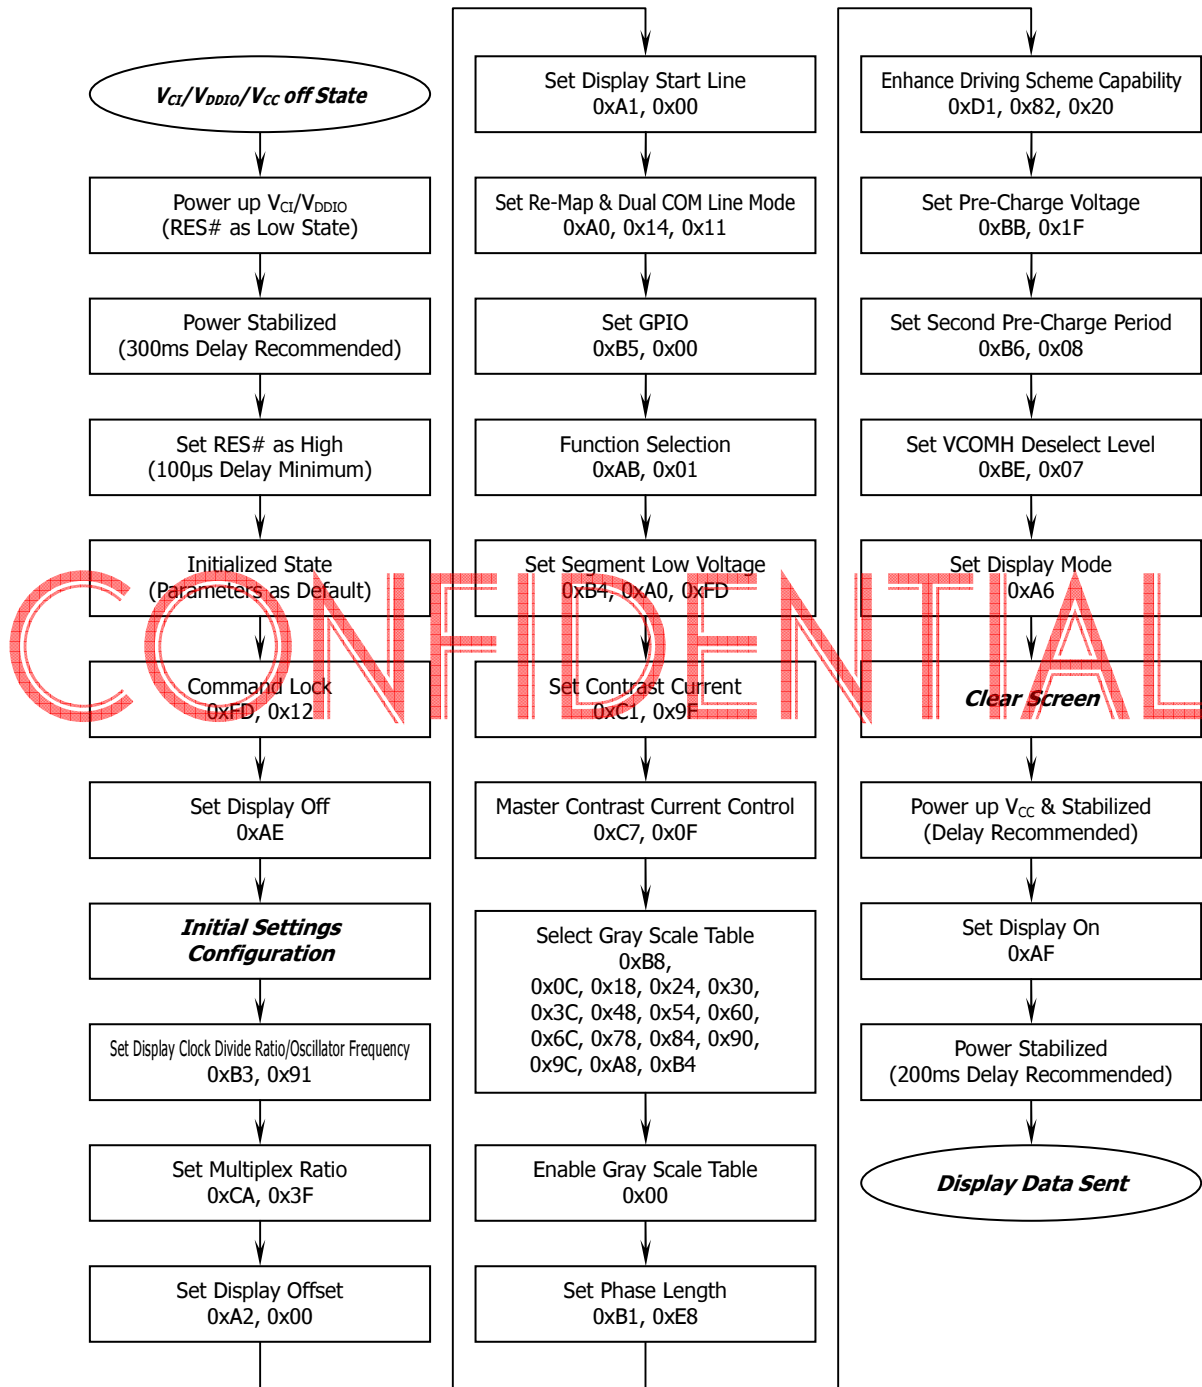 V_CI/V_DDIO/V_CC off State
Power up V_CI/V_DDIO
(RES# as Low State)
Power Stabilized
(300ms Delay Recommended)
Set RES# as High
(100µs Delay Minimum)
Initialized State
(Parameters as Default)
Command Lock
0xFD, 0x12
Set Display Off
0xAE
Initial Settings
Configuration
Set Display Clock Divide Ratio/Oscillator Frequency
0xB3, 0x91
Set Multiplex Ratio
0xCA, 0x3F
Set Display Offset
0xA2, 0x00
Set Display Start Line
0xA1, 0x00
Set Re-Map & Dual COM Line Mode
0xA0, 0x14, 0x11
Set GPIO
0xB5, 0x00
Function Selection
0xAB, 0x01
Set Segment Low Voltage
0xB4, 0xA0, 0xFD
Set Contrast Current
0xC1, 0x9F
Master Contrast Current Control
0xC7, 0x0F
Select Gray Scale Table
0xB8,
0x0C, 0x18, 0x24, 0x30,
0x3C, 0x48, 0x54, 0x60,
0x6C, 0x78, 0x84, 0x90,
0x9C, 0xA8, 0xB4
Enable Gray Scale Table
0x00
Set Phase Length
0xB1, 0xE8
Enhance Driving Scheme Capability
0xD1, 0x82, 0x20
Set Pre-Charge Voltage
0xBB, 0x1F
Set Second Pre-Charge Period
0xB6, 0x08
Set VCOMH Deselect Level
0xBE, 0x07
Set Display Mode
0xA6
Clear Screen
Power up V_CC & Stabilized
(Delay Recommended)
Set Display On
0xAF
Power Stabilized
(200ms Delay Recommended)
Display Data Sent
CONFIDENTIAL